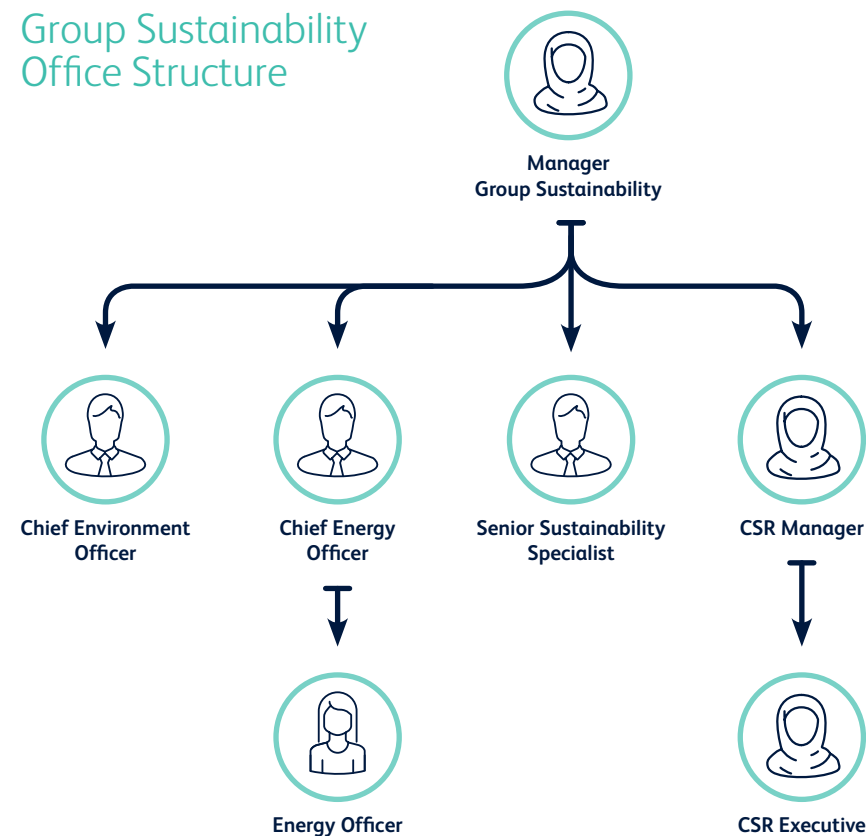 Group Sustainability
Office Structure
Manager
Group Sustainability
Chief Environment
Officer
Chief Energy
Officer
Senior Sustainability
Specialist
CSR Manager
Energy Officer
CSR Executive